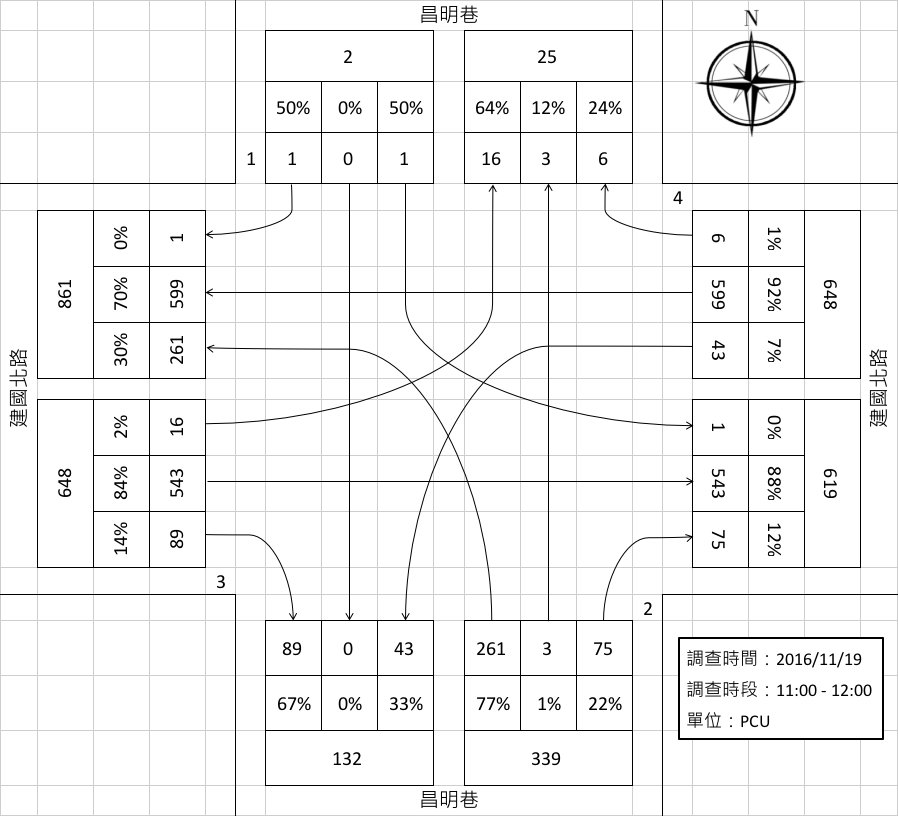 昌明巷
N
2
25
50% 0% 50%
64% 12% 24%
1
1 0 1
16 3 6
4
建國北路
861
0% 1
70% 599
30% 261
648
2% 16
84% 543
14% 89
3
6 1%
599 92%
43 7%
648
1 0%
543 88%
75 12%
619
建國北路
2
89 0 43
261 3 75
67% 0% 33%
77% 1% 22%
132
339
昌明巷
調查時間：2016/11/19
調查時段：11:00 - 12:00
單位：PCU